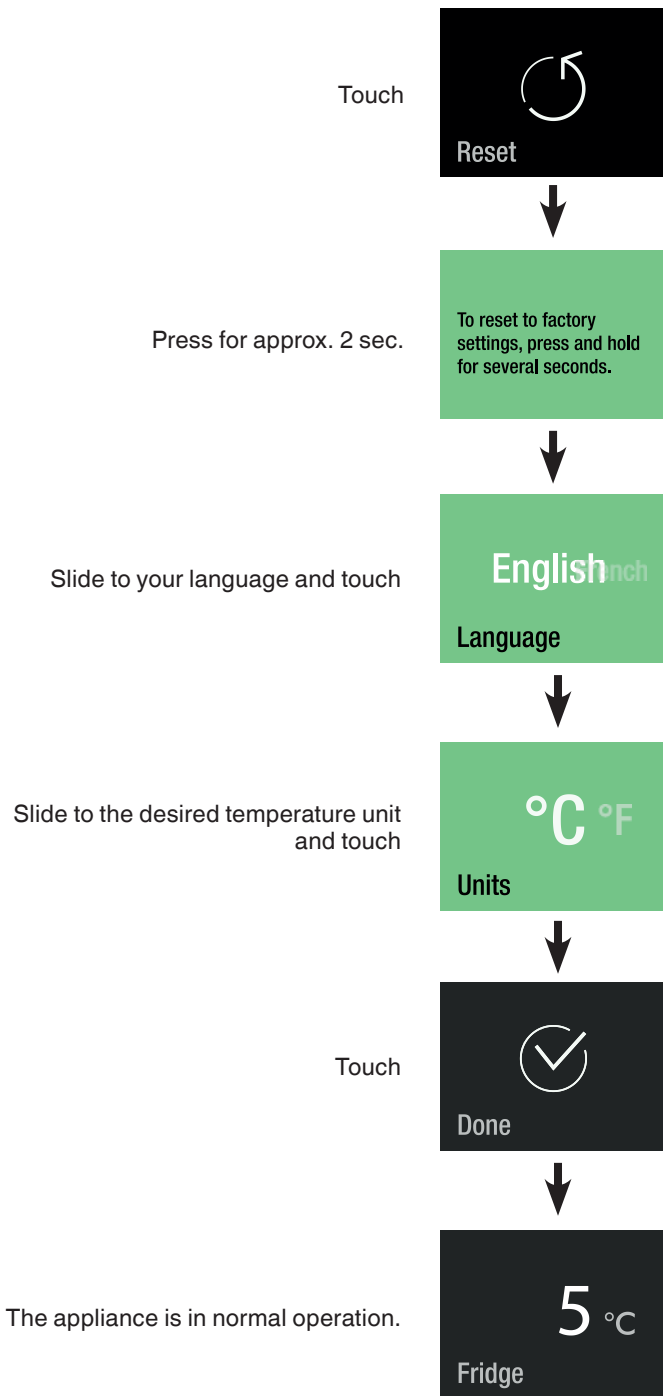 Touch
Reset
Press for approx. 2 sec.
To reset to factory
settings, press and hold
for several seconds.
Slide to your language and touch
English French
Language
Slide to the desired temperature unit
and touch
°C °F
Units
Touch
Done
The appliance is in normal operation.
5 °C
Fridge